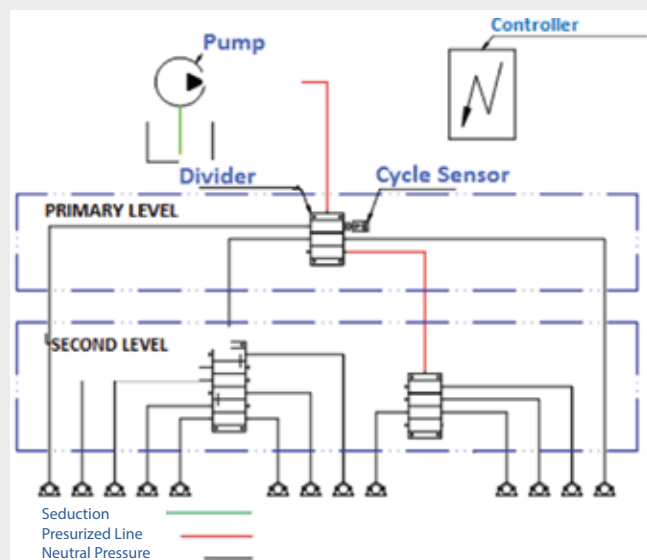 Controller
Pump
Divider
Cycle Sensor
PRIMARY LEVEL
SECOND LEVEL
Seduction
Presurized Line
Neutral Pressure